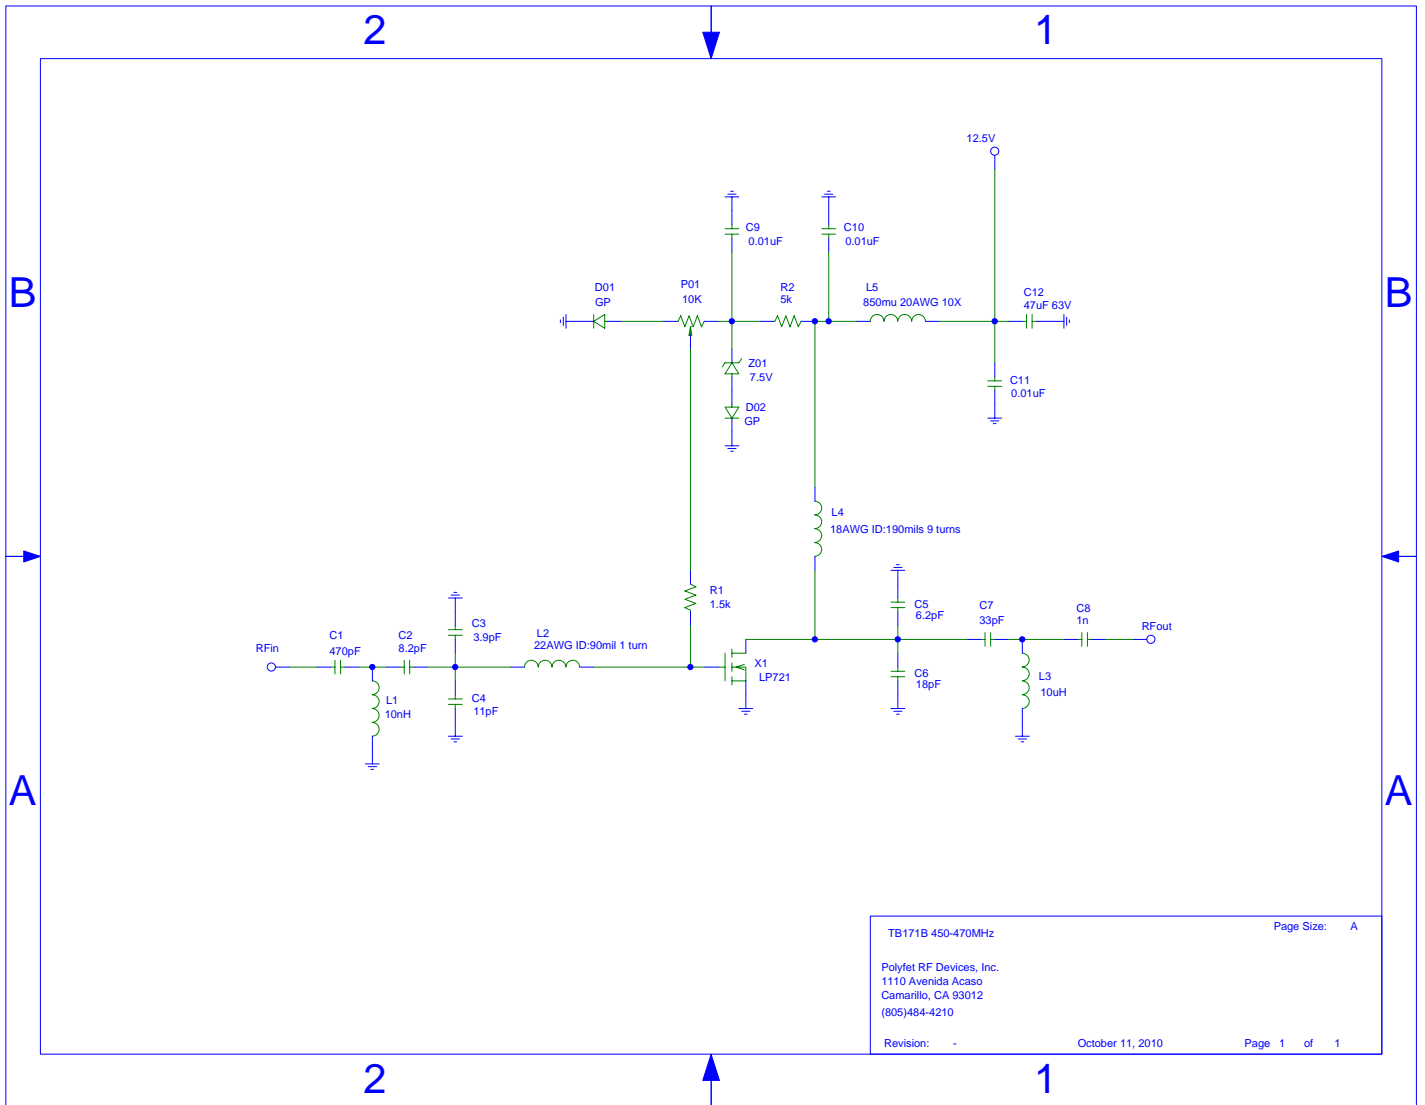 2
1
12.5V
C9
0.01uF
C10
0.01uF
D01
GP
P01
10K
R2
5k
L5
850mu 20AWG 10X
C12
47uF 63V
B
B
Z01
7.5V
C11
0.01uF
D02
GP
L4
18AWG ID:190mils 9 turns
R1
1.5k
C5
6.2pF
C7
33pF
C8
1n
RFout
C3
3.9pF
L2
22AWG ID:90mil 1 turn
RFin
C1
470pF
C2
8.2pF
X1
LP721
C6
18pF
L3
10uH
L1
10nH
C4
11pF
A
A
TB171B 450-470MHz
Page Size: A
Polyfet RF Devices, Inc.
1110 Avenida Acaso
Camarillo, CA 93012
(805)484-4210
Revision: -
October 11, 2010
Page 1 of 1
2
1